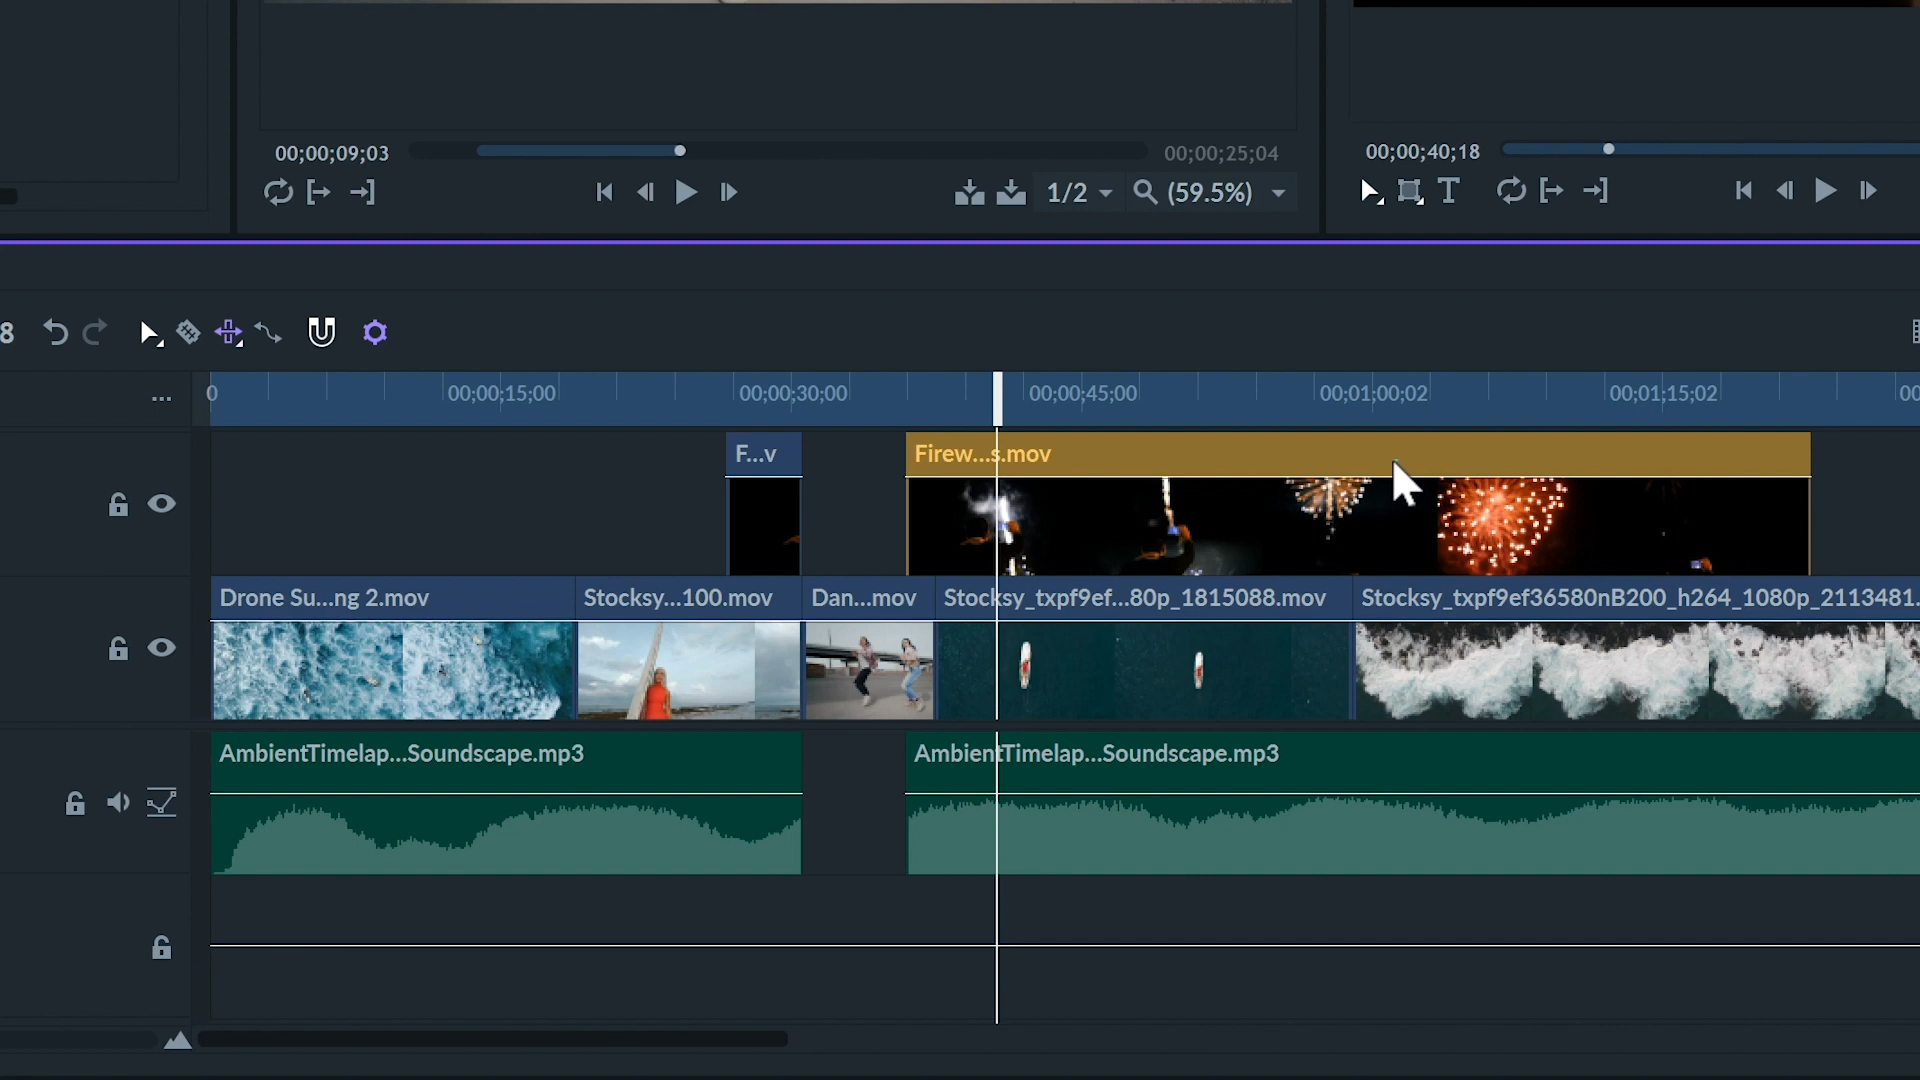 00;00;09;03
00;00;25;04
1/2
(59.5%)
00;00;40;18
T
8
0
00;00;15;00
00;00;30;00
00;00;45;00
00;01;00;02
00;01;15;02
00
F...v
Firew...s.mov
Drone Su...ng 2.mov
Stocksy...100.mov
Dan...mov
Stocksy_txpf9ef...80p_1815088.mov
Stocksy_txpf9ef36580nB200_h264_1080p_2113481.
AmbientTimelap...Soundscape.mp3
AmbientTimelap...Soundscape.mp3